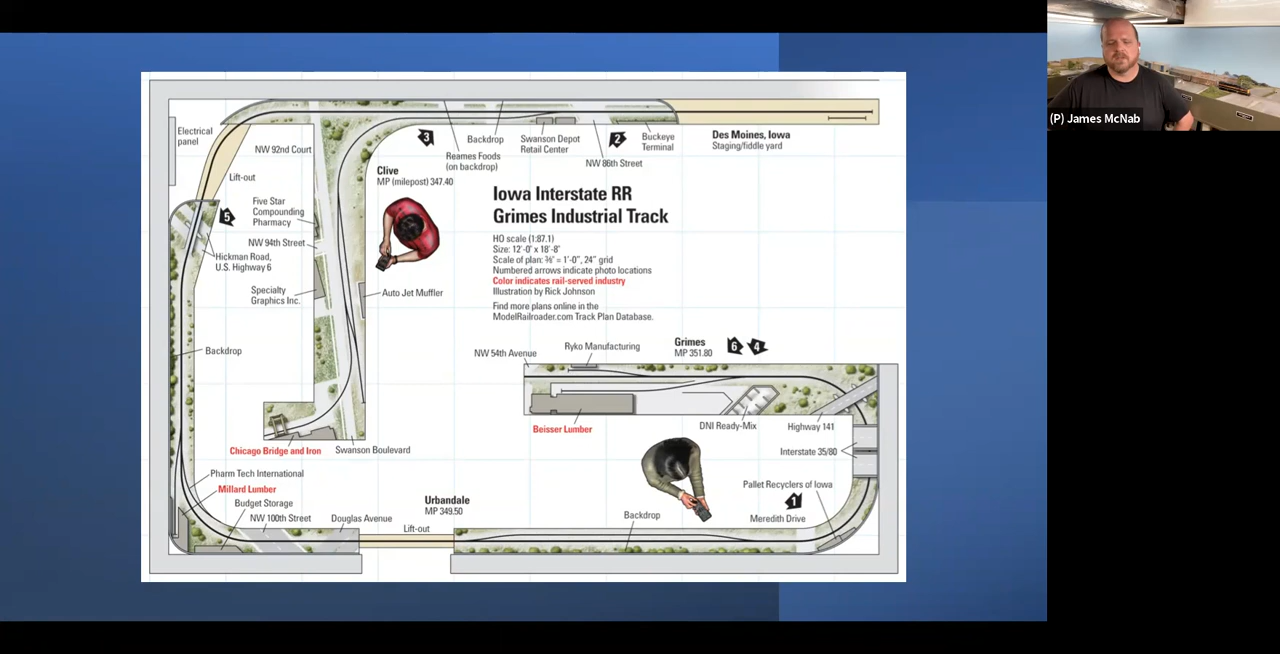 (P) James McNab
Electrical
panel
NW 92nd Court
Lift-out
3
Backdrop
Reames Foods
(on backdrop)
Swanson Depot
Retail Center
2
NW 86th Street
Buckeye
Terminal
Des Moines, Iowa
Staging/fiddle yard
Clive
MP (milepost) 347.40
Iowa Interstate RR
Grimes Industrial Track
HO scale (1:87.1)
Size: 12'-0" x 18'-8"
Scale of plan: ⅜" = 1'-0", 24" grid
Numbered arrows indicate photo locations
Color indicates rail-served industry
Illustration by Rick Johnson
Find more plans online in the
ModelRailroader.com Track Plan Database.
5
Five Star
Compounding
Pharmacy
NW 94th Street
Hickman Road,
U.S. Highway 6
Specialty
Graphics Inc.
Auto Jet Muffler
Backdrop
NW 54th Avenue
Ryko Manufacturing
Grimes
MP 351.80
6
4
Beisser Lumber
DNI Ready-Mix
Highway 141
Interstate 35/80
Chicago Bridge and Iron
Swanson Boulevard
Pharm Tech International
Millard Lumber
Budget Storage
NW 100th Street
Douglas Avenue
Urbandale
MP 349.50
Lift-out
Backdrop
Pallet Recyclers of Iowa
1
Meredith Drive